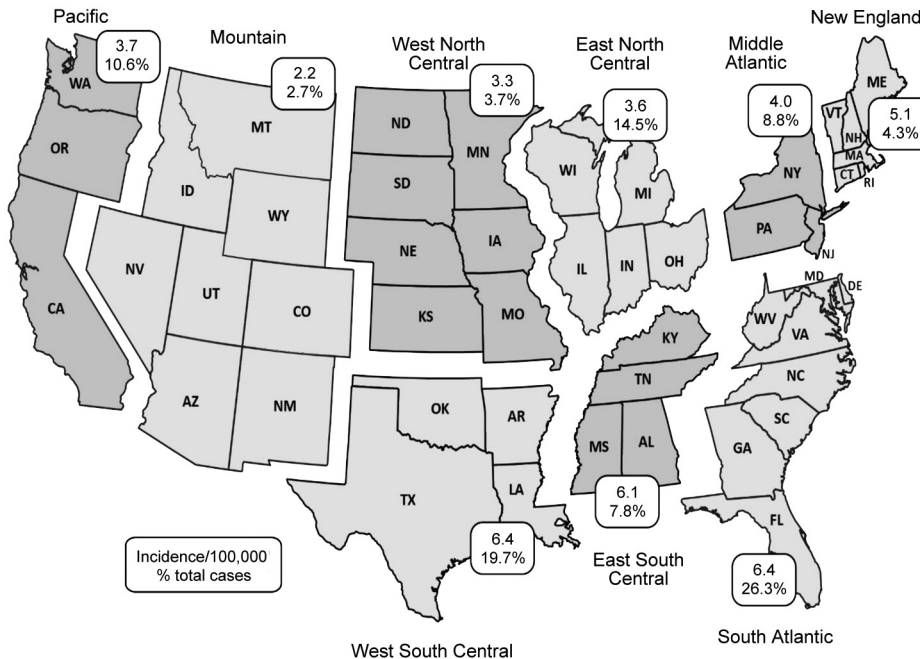 Pacific
3.7
10.6%
WA
OR
CA
Mountain
2.2
2.7%
MT
ID
WY
NV
UT
CO
AZ
NM
West North
Central
3.3
3.7%
ND
MN
SD
NE
IA
KS
MO
East North
Central
3.6
14.5%
WI
MI
IL
IN
OH
Middle
Atlantic
4.0
8.8%
NY
PA
NJ
New England
5.1
4.3%
ME
VT
NH
MA
CT
RI
OK
AR
TX
LA
6.4
19.7%
West South Central
KY
TN
MS
AL
6.1
7.8%
East South
Central
MD
DE
WV
VA
NC
SC
GA
FL
6.4
26.3%
South Atlantic
Incidence/100,000
% total cases